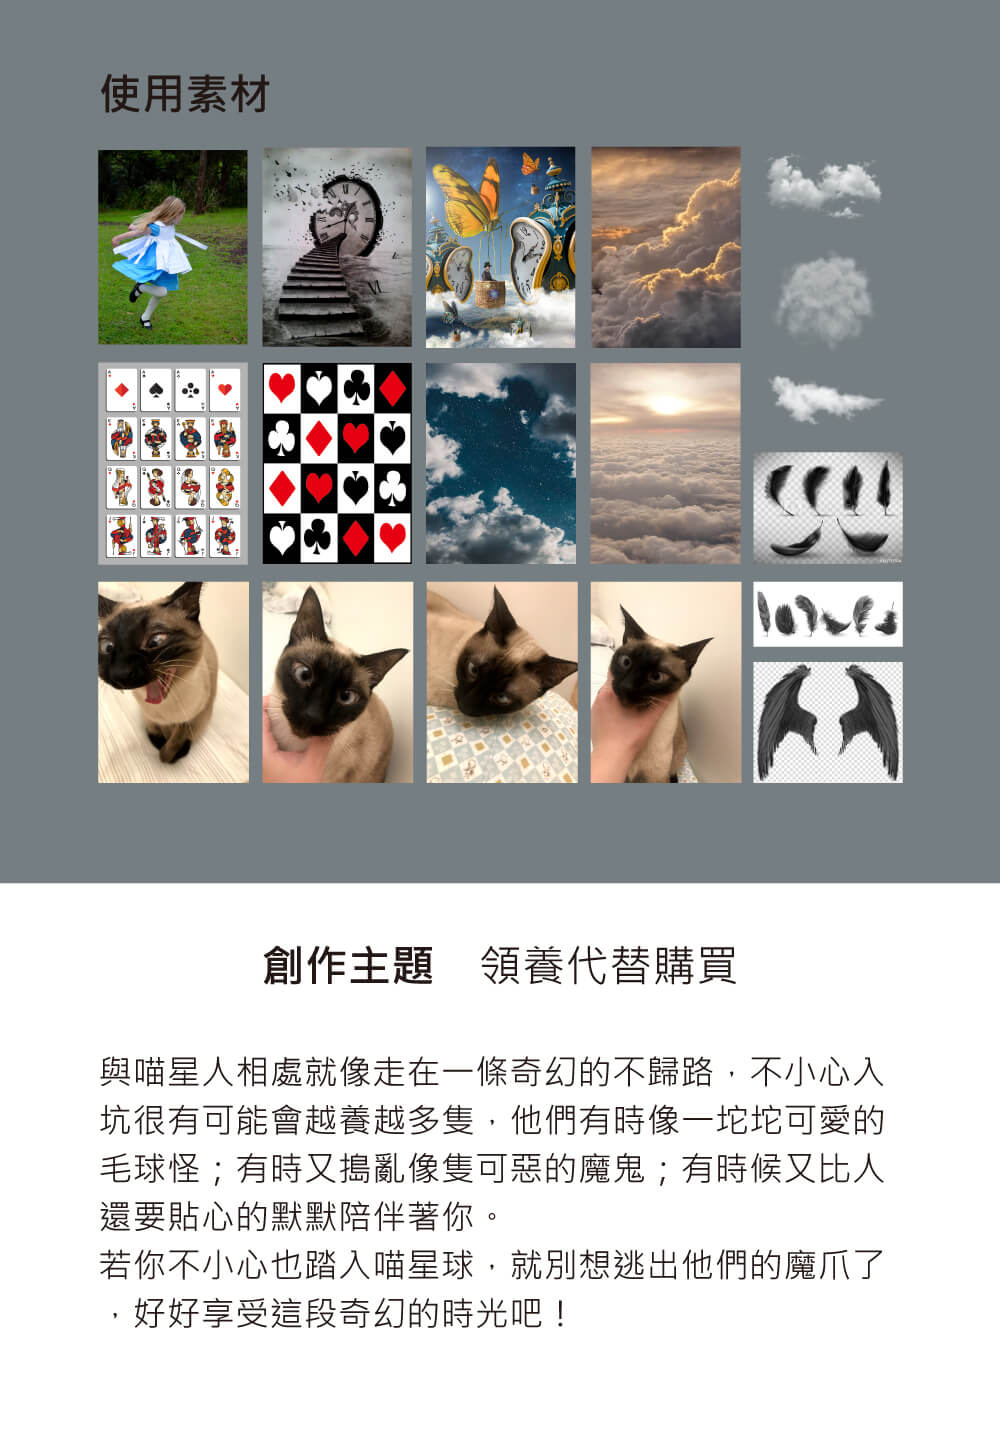 使用素材
創作主題　領養代替購買
與喵星人相處就像走在一條奇幻的不歸路，不小心入
坑很有可能會越養越多隻，他們有時像一坨坨可愛的
毛球怪；有時又搗亂像隻可惡的魔鬼；有時候又比人
還要貼心的默默陪伴著你。
若你不小心也踏入喵星球，就別想逃出他們的魔爪了
，好好享受這段奇幻的時光吧！